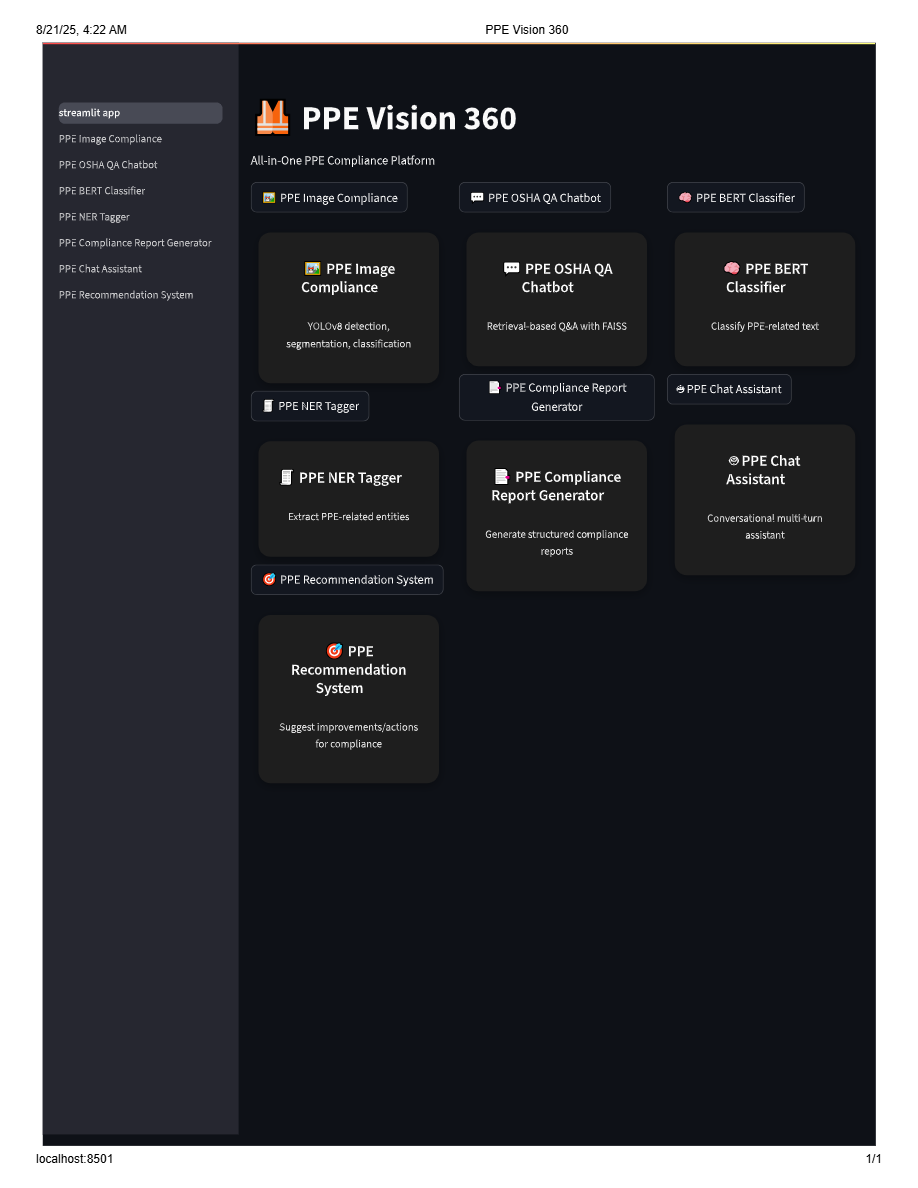 8/21/25, 4:22 AM
PPE Vision 360
streamlit app
PPE Image Compliance
PPE OSHA QA Chatbot
PPE BERT Classifier
PPE NER Tagger
PPE Compliance Report Generator
PPE Chat Assistant
PPE Recommendation System
🦺 PPE Vision 360
All-in-One PPE Compliance Platform
🖼️ PPE Image Compliance
💬 PPE OSHA QA Chatbot
🧠 PPE BERT Classifier
🖼️ PPE Image
Compliance
YOLOv8 detection,
segmentation, classification
💬 PPE OSHA QA
Chatbot
Retrieval-based Q&A with FAISS
🧠 PPE BERT
Classifier
Classify PPE-related text
🧾 PPE NER Tagger
📑 PPE Compliance Report
Generator
PPE Chat Assistant
🧾 PPE NER Tagger
Extract PPE-related entities
📑 PPE Compliance
Report Generator
Generate structured compliance
reports
PPE Chat
Assistant
Conversational multi-turn
assistant
🎯 PPE Recommendation System
🎯 PPE
Recommendation
System
Suggest improvements/actions
for compliance
localhost:8501
1/1